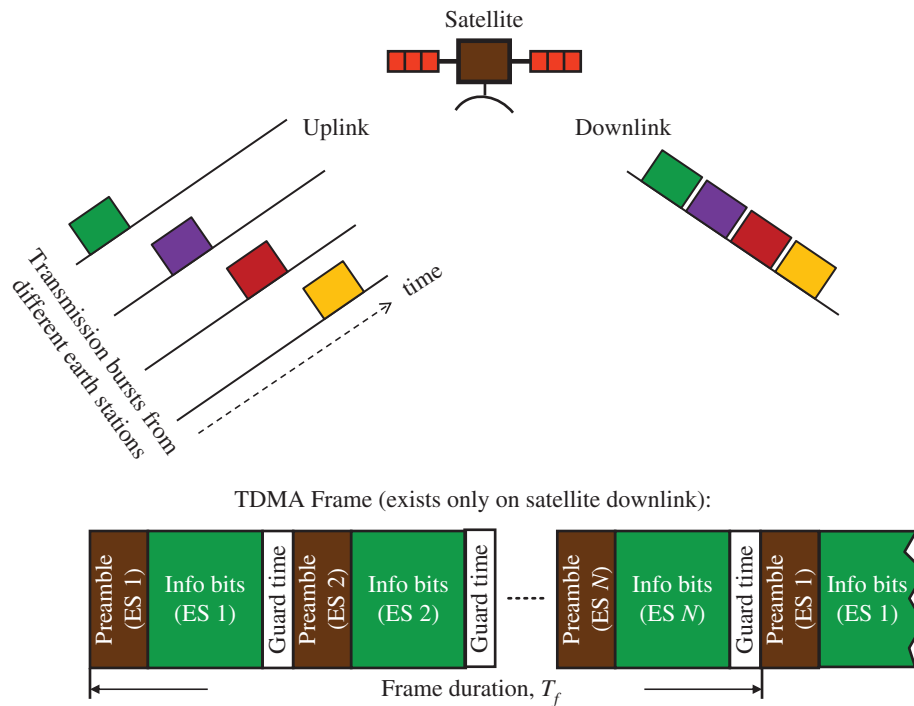 Satellite
Uplink
Downlink
Transmission bursts from
different earth stations
time
TDMA Frame (exists only on satellite downlink):
Preamble
(ES 1)
Info bits
(ES 1)
Guard time
Preamble
(ES 2)
Info bits
(ES 2)
Guard time
Preamble
(ES N)
Info bits
(ES N)
Guard time
Preamble
(ES 1)
Info bits
(ES 1)
Frame duration, T_f